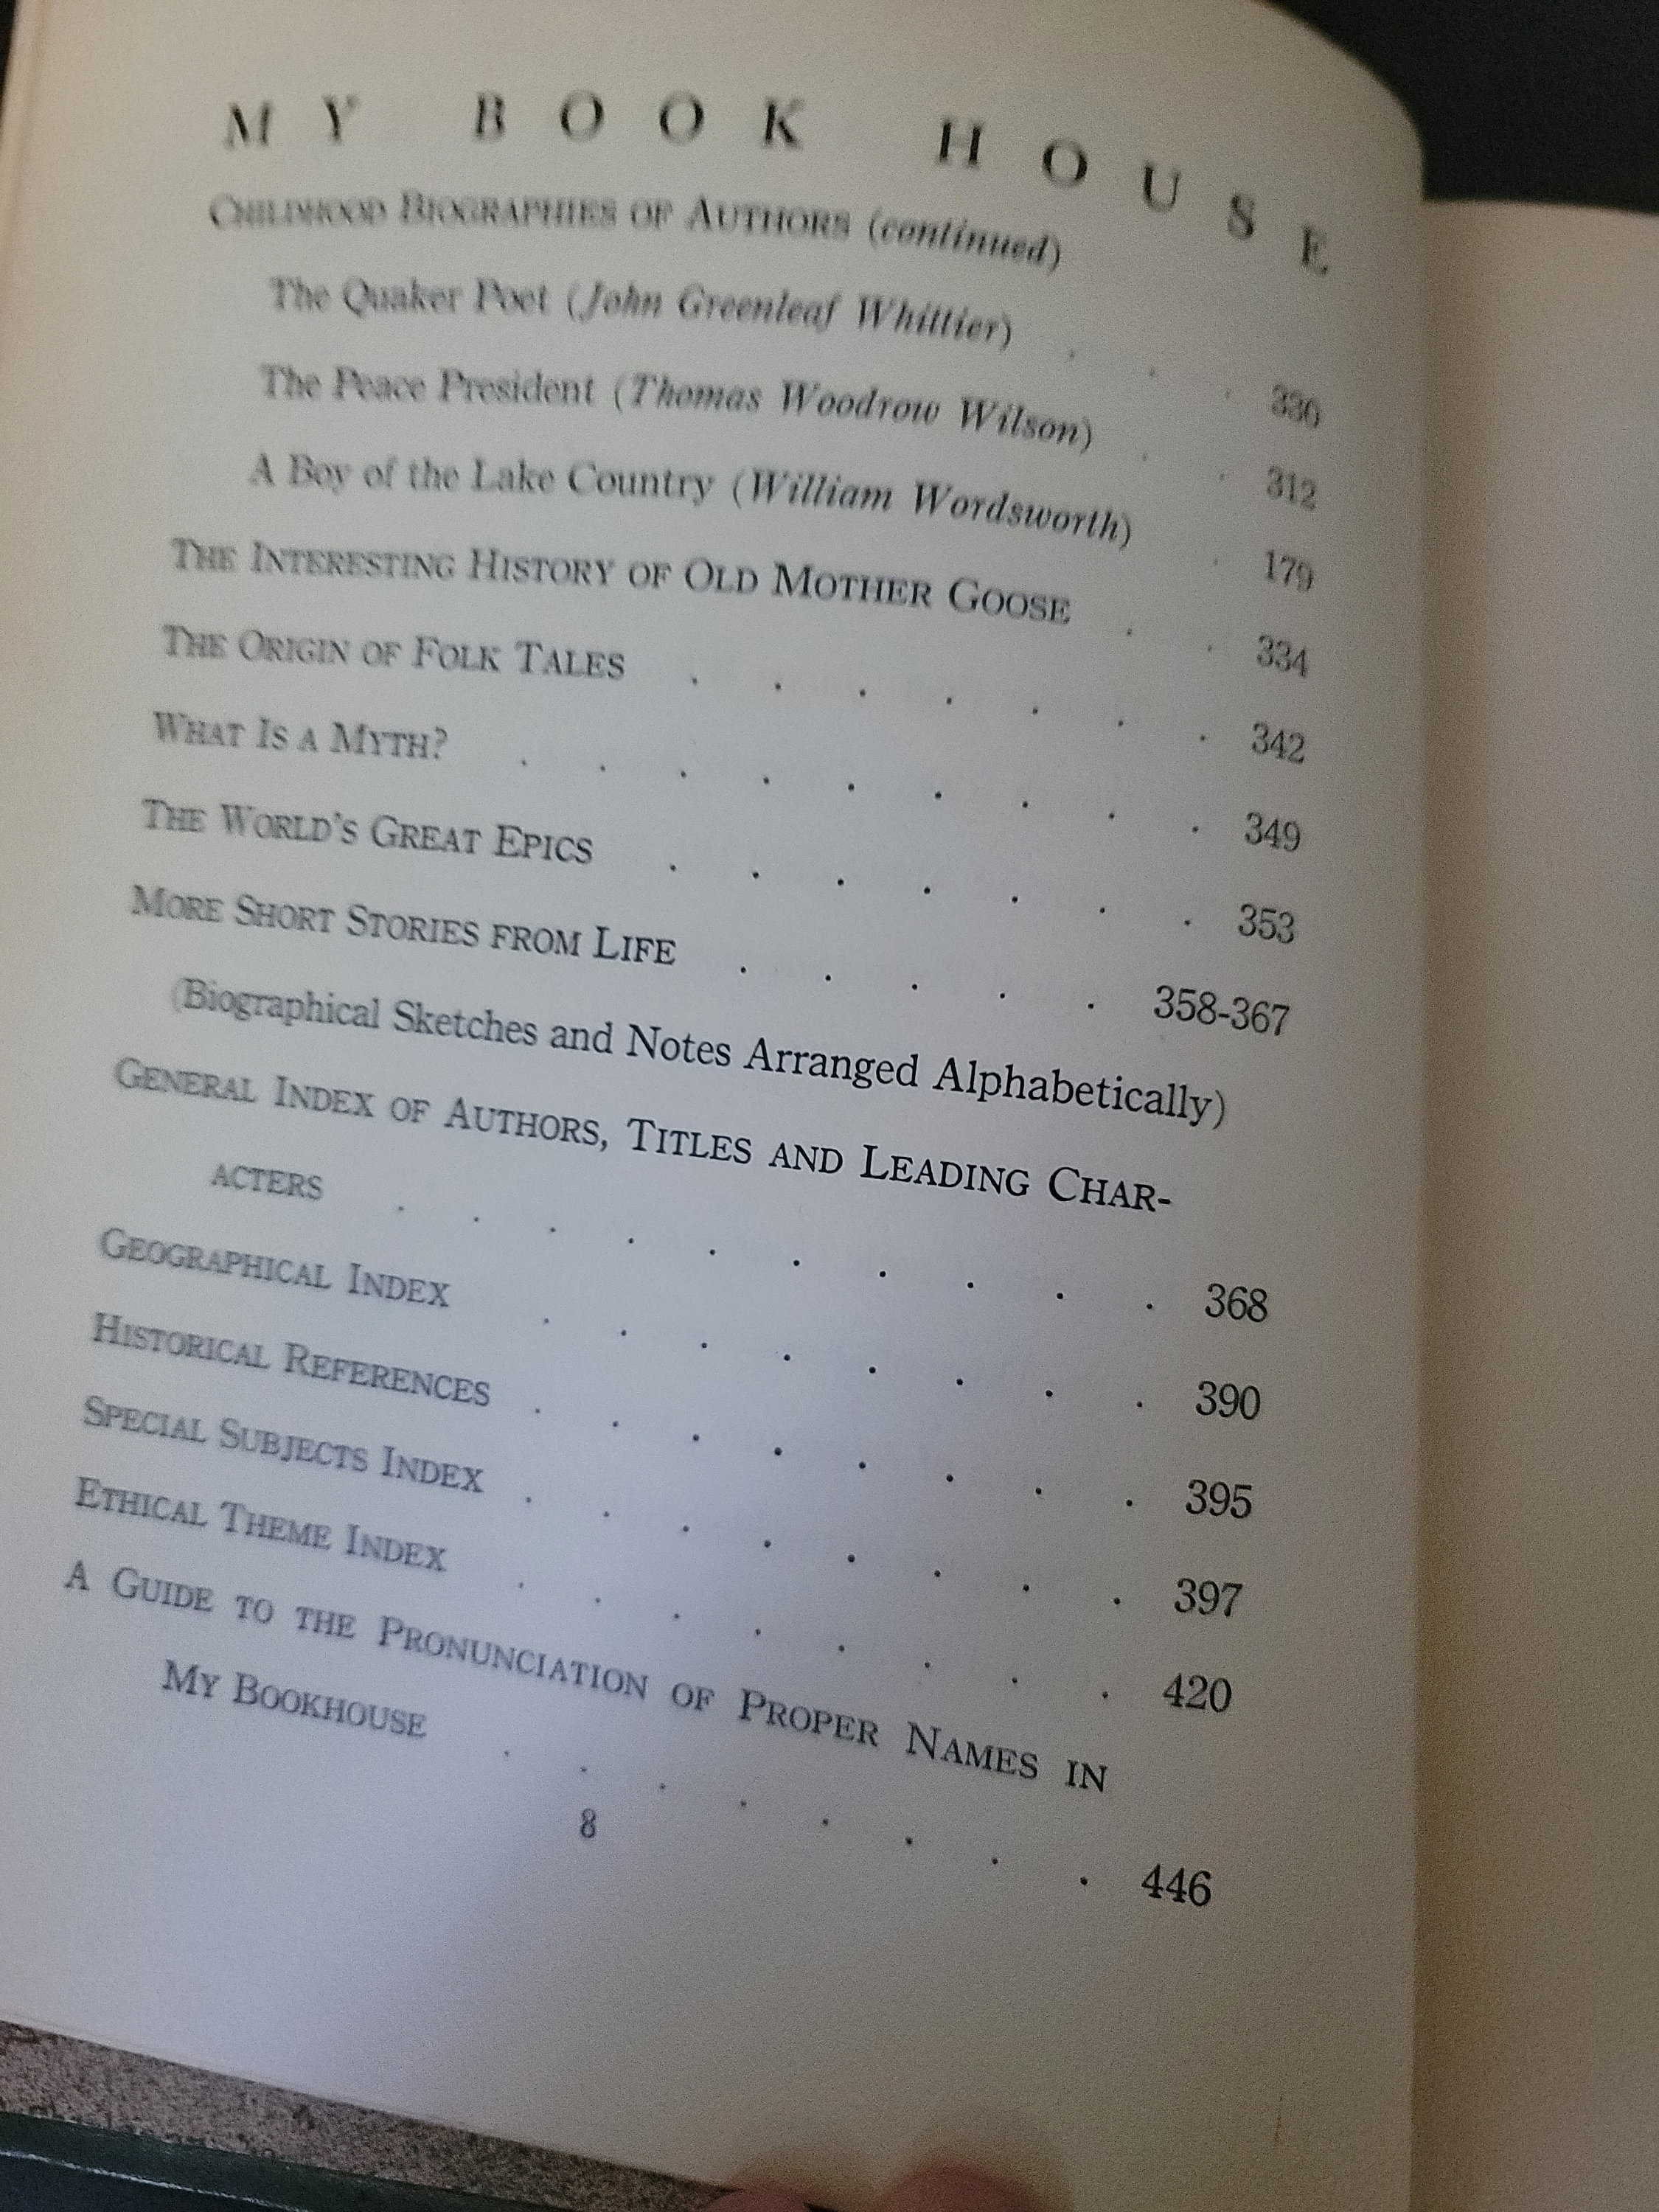 MY BOOK HOUSE
CHILDHOOD BIOGRAPHIES OF AUTHORS (continued)
The Quaker Poet (John Greenleaf Whittier) . . . 330
The Peace President (Thomas Woodrow Wilson) . . 312
A Boy of the Lake Country (William Wordsworth) . 179
THE INTERESTING HISTORY OF OLD MOTHER GOOSE . . 334
THE ORIGIN OF FOLK TALES . . . . . . . 342
WHAT IS A MYTH? . . . . . . . . . 349
THE WORLD'S GREAT EPICS . . . . . . . 353
MORE SHORT STORIES FROM LIFE . . . . . 358-367
(Biographical Sketches and Notes Arranged Alphabetically)
GENERAL INDEX OF AUTHORS, TITLES AND LEADING CHAR-
ACTERS . . . . . . . . . . 368
GEOGRAPHICAL INDEX . . . . . . . . 390
HISTORICAL REFERENCES . . . . . . . . 395
SPECIAL SUBJECTS INDEX . . . . . . . . 397
ETHICAL THEME INDEX . . . . . . . . 420
A GUIDE TO THE PRONUNCIATION OF PROPER NAMES IN
MY BOOKHOUSE . . . . . . . . 446
8